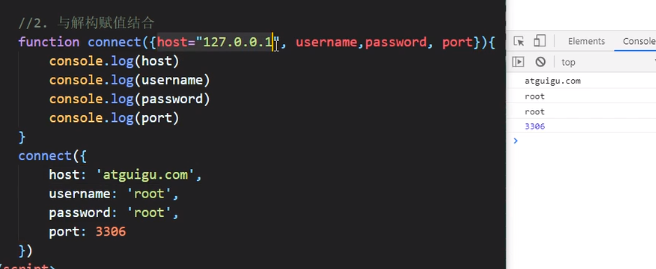 //2. 与解构赋值结合
function connect({host="127.0.0.1", username,password, port}){
console.log(host)
console.log(username)
console.log(password)
console.log(port)
}
connect({
host: 'atguigu.com',
username: 'root',
password: 'root',
port: 3306
})
script>
Elements Console
top
atguigu.com
root
root
3306